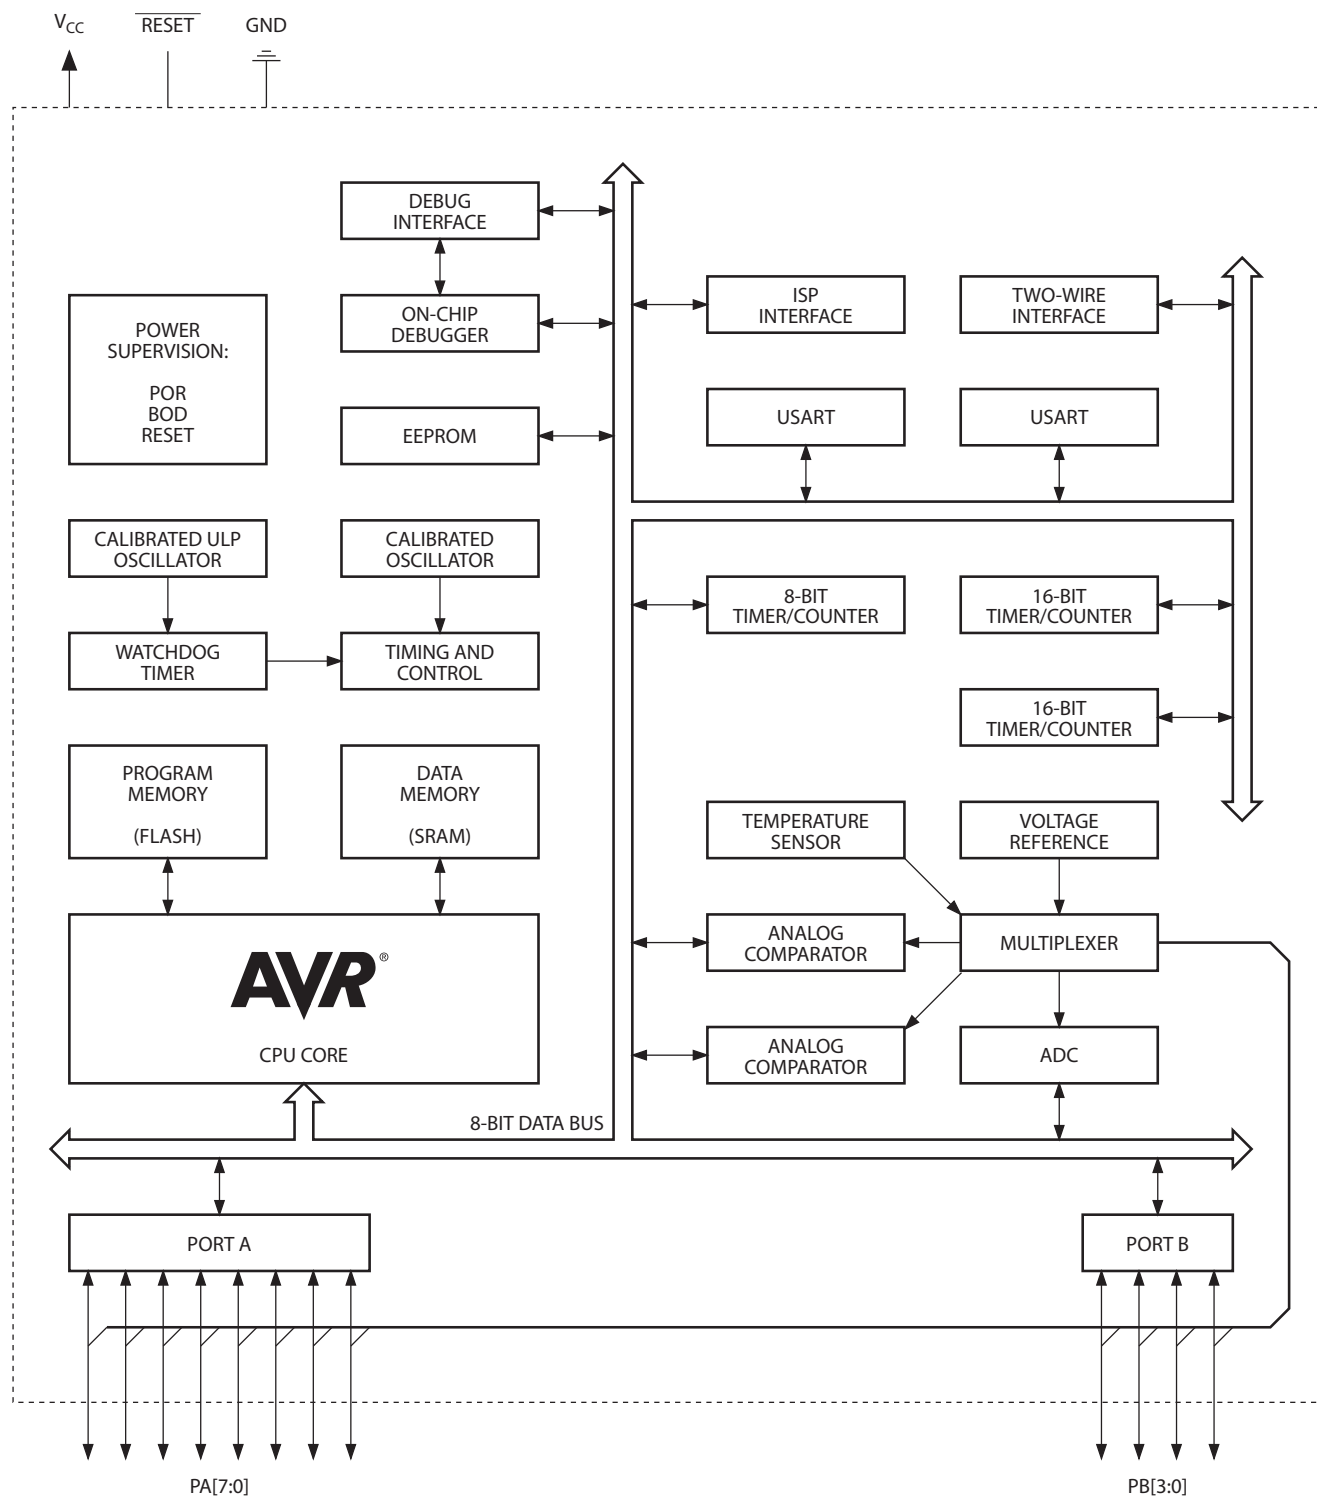 VCC
RESET
GND
DEBUG
INTERFACE
ON-CHIP
DEBUGGER
POWER
SUPERVISION:
POR
BOD
RESET
EEPROM
ISP
INTERFACE
TWO-WIRE
INTERFACE
USART
USART
CALIBRATED ULP
OSCILLATOR
CALIBRATED
OSCILLATOR
WATCHDOG
TIMER
TIMING AND
CONTROL
8-BIT
TIMER/COUNTER
16-BIT
TIMER/COUNTER
16-BIT
TIMER/COUNTER
PROGRAM
MEMORY
(FLASH)
DATA
MEMORY
(SRAM)
TEMPERATURE
SENSOR
VOLTAGE
REFERENCE
AVR®
CPU CORE
ANALOG
COMPARATOR
MULTIPLEXER
ANALOG
COMPARATOR
ADC
8-BIT DATA BUS
PORT A
PORT B
PA[7:0]
PB[3:0]